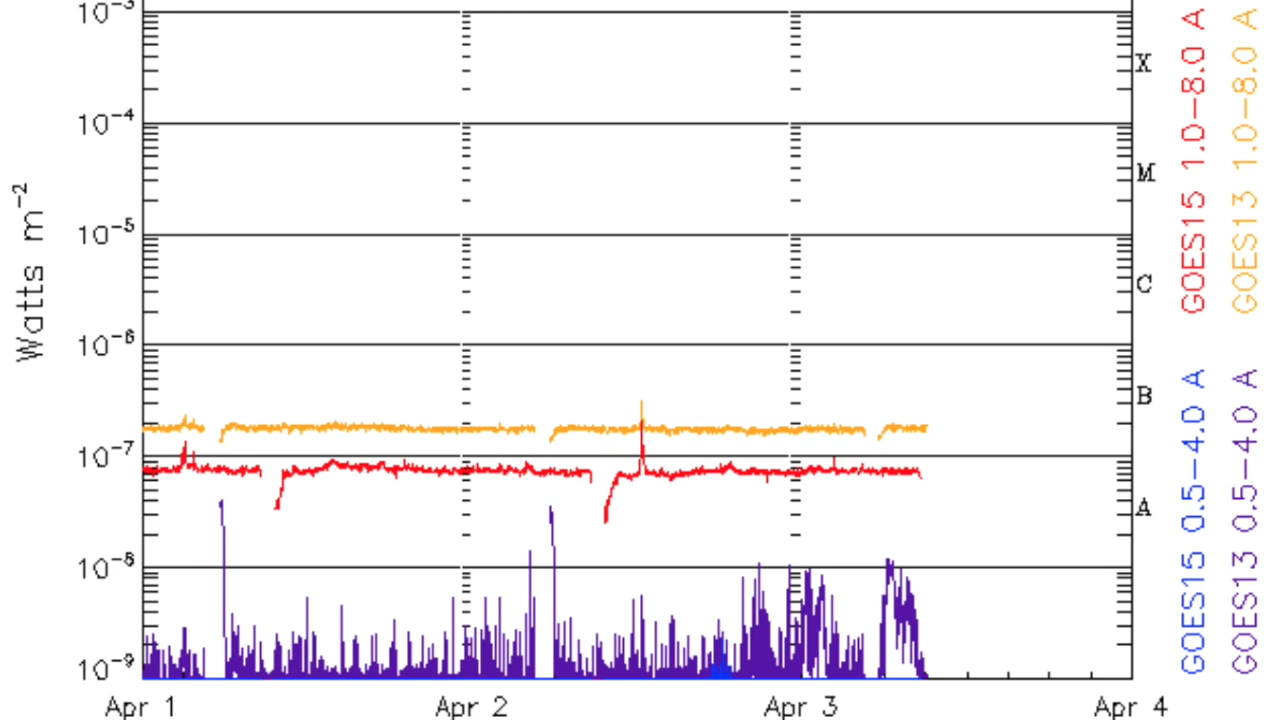 10⁻³
10⁻⁴
10⁻⁵
10⁻⁶
10⁻⁷
10⁻⁸
10⁻⁹
Watts m⁻²
X
M
C
B
A
Apr 1 Apr 2 Apr 3 Apr 4
GOES15 0.5–4.0 A GOES15 1.0–8.0 A
GOES13 0.5–4.0 A GOES13 1.0–8.0 A